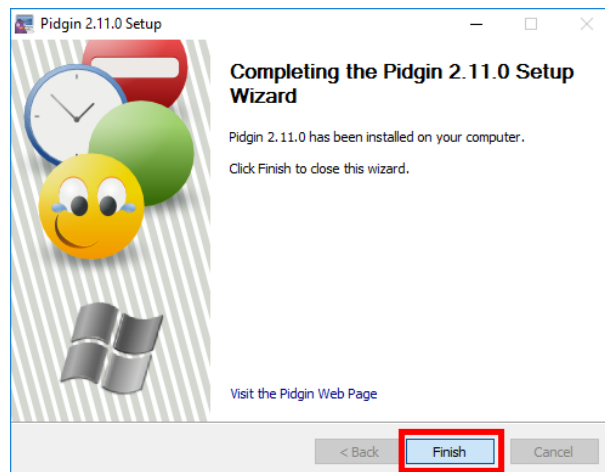 Pidgin 2.11.0 Setup
Completing the Pidgin 2.11.0 Setup
Wizard
Pidgin 2.11.0 has been installed on your computer.
Click Finish to close this wizard.
Visit the Pidgin Web Page
< Back
Finish
Cancel